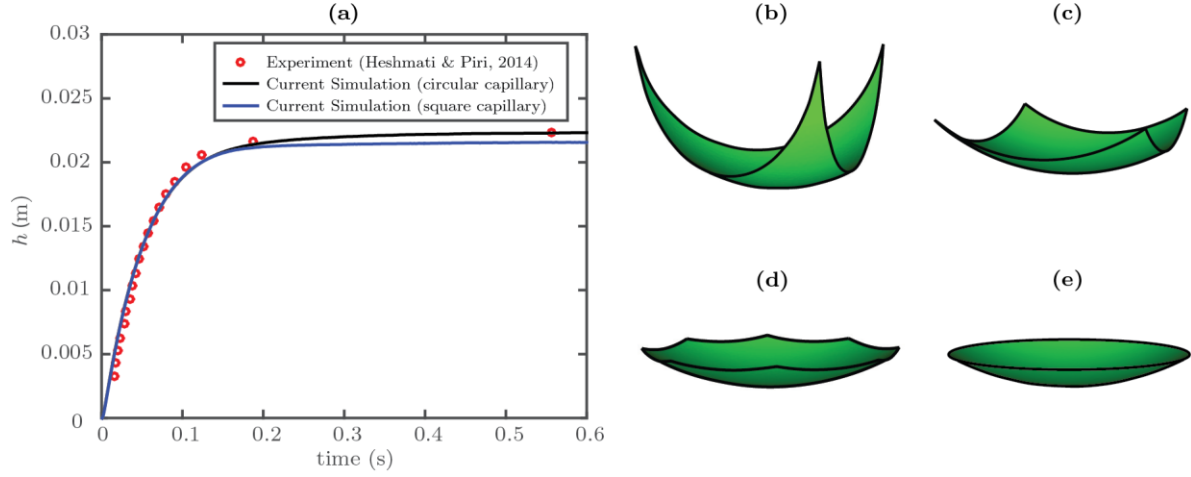 (a)
(b)
(c)
0.03
0.025
0.02
0.015
0.01
0.005
0
h (m)
Experiment (Heshmati & Piri, 2014)
Current Simulation (circular capillary)
Current Simulation (square capillary)
0 0.1 0.2 0.3 0.4 0.5 0.6
time (s)
(d)
(e)